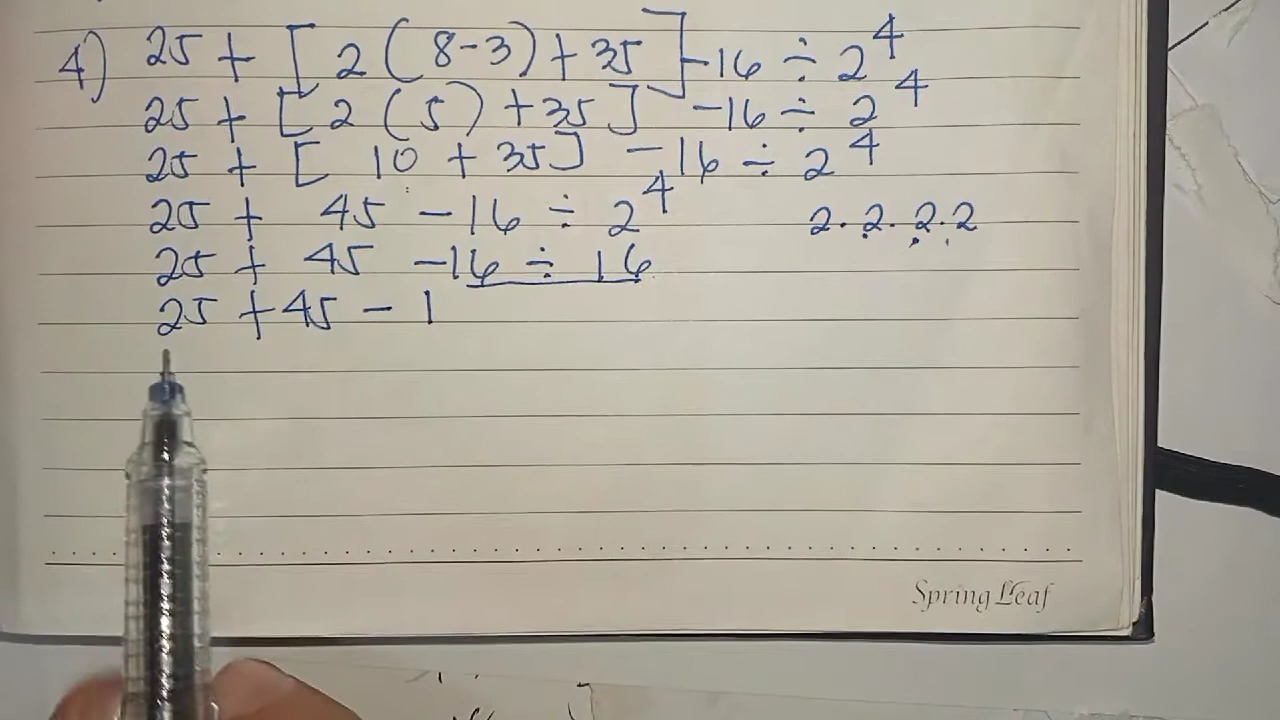 4) 25 + [ 2 ( 8-3) + 35 ] -16 ÷ 2⁴
25 + [ 2 ( 5 ) + 35 ] -16 ÷ 2⁴
25 + [ 10 + 35 ] -16 ÷ 2⁴
25 + 45 -16 ÷ 2⁴ 2.2.2.2
25 + 45 -16 ÷ 16
25 + 45 - 1
Spring Leaf